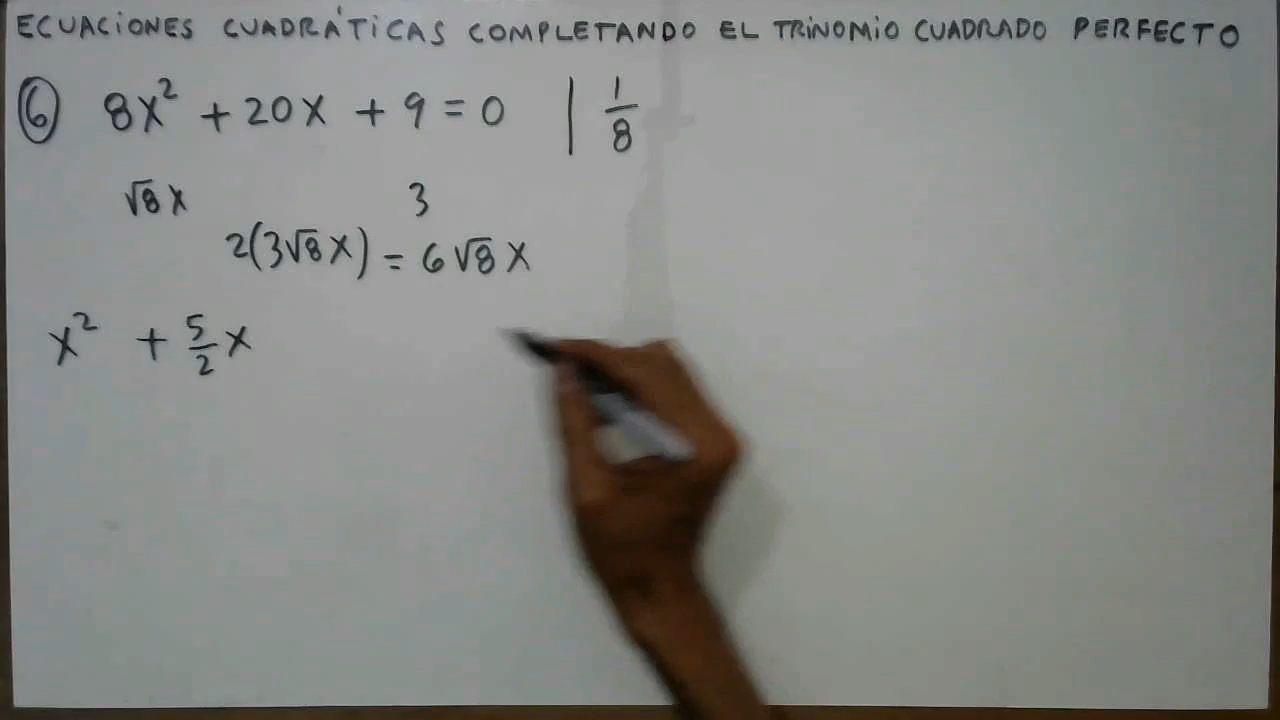 ECUACIONES CUADRÁTICAS COMPLETANDO EL TRINOMIO CUADRADO PERFECTO
⑥ 8x² + 20x + 9 = 0 | 1/8
√8 x 3
2(3√8 x) = 6√8 x
x² + 5/2 x